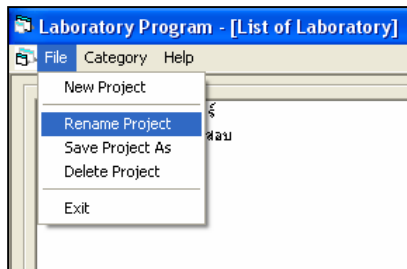 Laboratory Program - [List of Laboratory]
File Category Help
New Project
Rename Project
Save Project As
Delete Project
Exit